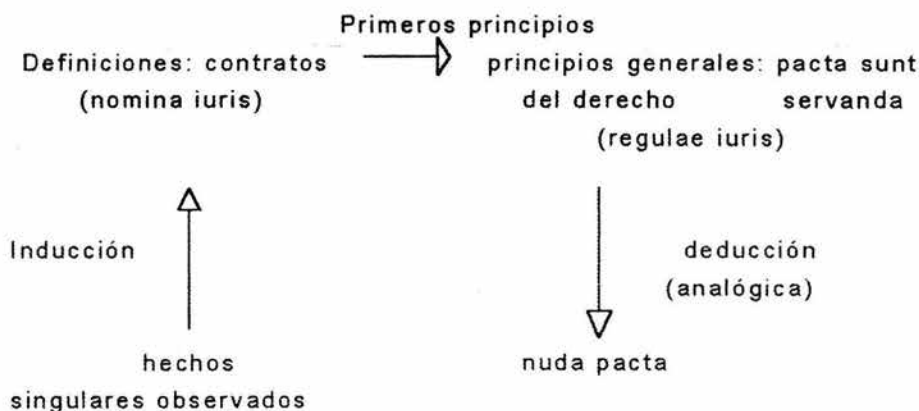 Primeros principios
Definiciones: contratos
(nomina iuris)
principios generales: pacta sunt
del derecho servanda
(regulae iuris)
Inducción
deducción
(analógica)
hechos
singulares observados
nuda pacta